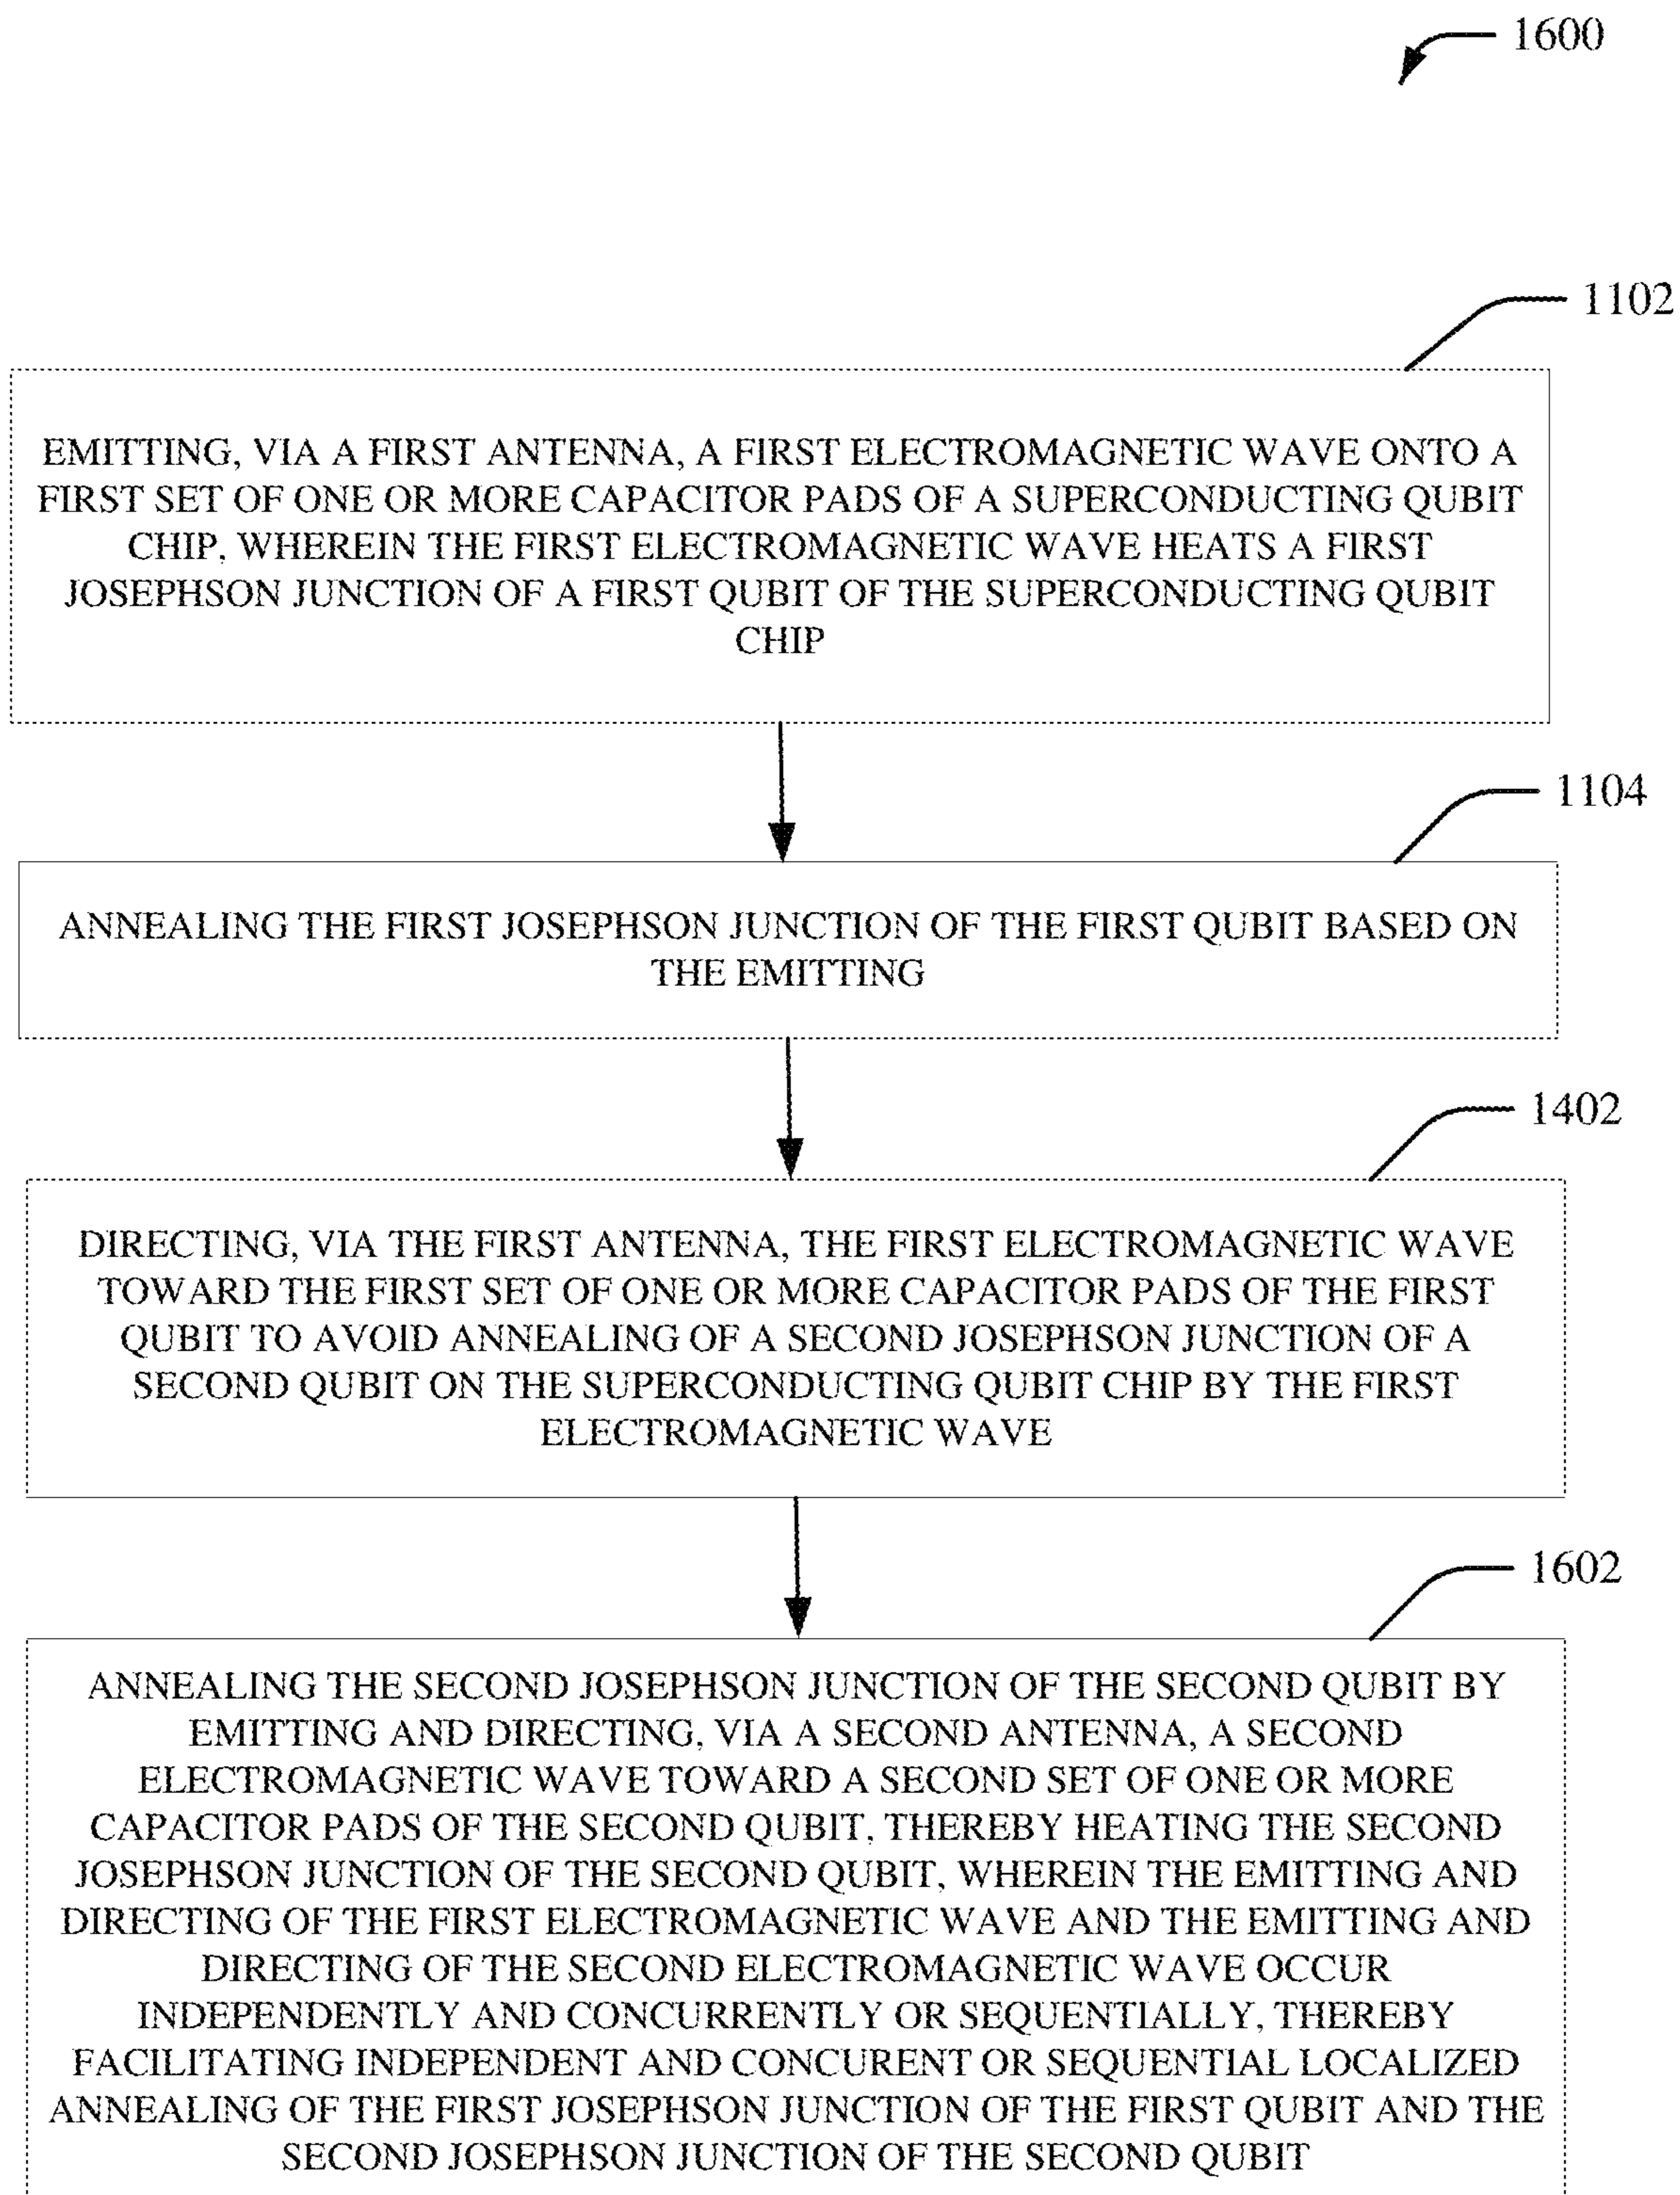 1600
1102
EMITTING, VIA A FIRST ANTENNA, A FIRST ELECTROMAGNETIC WAVE ONTO A
FIRST SET OF ONE OR MORE CAPACITOR PADS OF A SUPERCONDUCTING QUBIT
CHIP, WHEREIN THE FIRST ELECTROMAGNETIC WAVE HEATS A FIRST
JOSEPHSON JUNCTION OF A FIRST QUBIT OF THE SUPERCONDUCTING QUBIT
CHIP
1104
ANNEALING THE FIRST JOSEPHSON JUNCTION OF THE FIRST QUBIT BASED ON
THE EMITTING
1402
DIRECTING, VIA THE FIRST ANTENNA, THE FIRST ELECTROMAGNETIC WAVE
TOWARD THE FIRST SET OF ONE OR MORE CAPACITOR PADS OF THE FIRST
QUBIT TO AVOID ANNEALING OF A SECOND JOSEPHSON JUNCTION OF A
SECOND QUBIT ON THE SUPERCONDUCTING QUBIT CHIP BY THE FIRST
ELECTROMAGNETIC WAVE
1602
ANNEALING THE SECOND JOSEPHSON JUNCTION OF THE SECOND QUBIT BY
EMITTING AND DIRECTING, VIA A SECOND ANTENNA, A SECOND
ELECTROMAGNETIC WAVE TOWARD A SECOND SET OF ONE OR MORE
CAPACITOR PADS OF THE SECOND QUBIT, THEREBY HEATING THE SECOND
JOSEPHSON JUNCTION OF THE SECOND QUBIT, WHEREIN THE EMITTING AND
DIRECTING OF THE FIRST ELECTROMAGNETIC WAVE AND THE EMITTING AND
DIRECTING OF THE SECOND ELECTROMAGNETIC WAVE OCCUR
INDEPENDENTLY AND CONCURRENTLY OR SEQUENTIALLY, THEREBY
FACILITATING INDEPENDENT AND CONCURENT OR SEQUENTIAL LOCALIZED
ANNEALING OF THE FIRST JOSEPHSON JUNCTION OF THE FIRST QUBIT AND THE
SECOND JOSEPHSON JUNCTION OF THE SECOND QUBIT